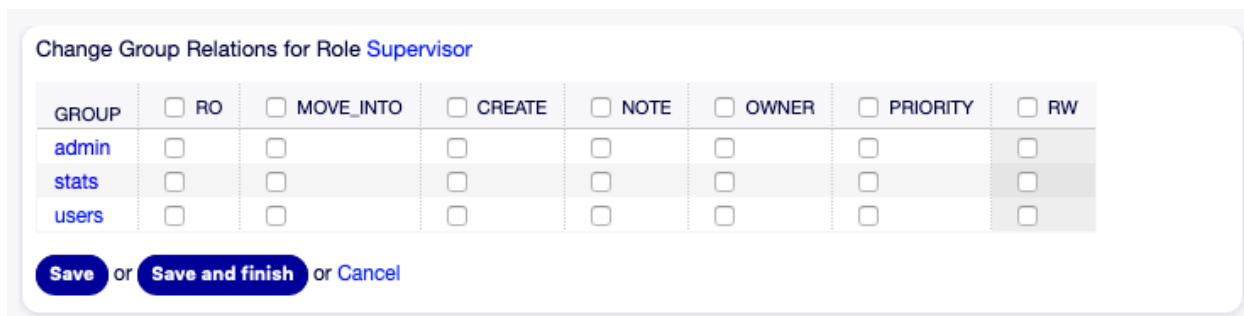 Change Group Relations for Role Supervisor
GROUP RO MOVE_INTO CREATE NOTE OWNER PRIORITY RW
admin
stats
users
Save or Save and finish or Cancel